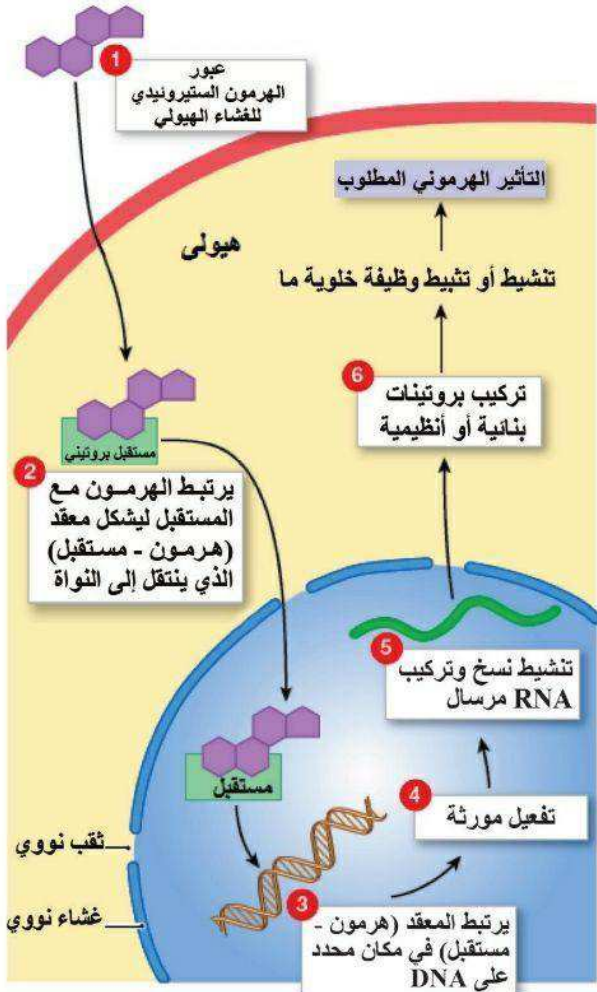 1
عبور
الهرمون الستيروئيدي
للغشاء الهيولي
هيولى
مستقبل بروتيني
2
يرتبط الهرمون مع
المستقبل ليشكل معقد
(هرمون - مستقبل)
الذي ينتقل إلى النواة
مستقبل
3
يرتبط المعقد (هرمون -
مستقبل) في مكان محدد
على DNA
4
تفعيل مورثة
5
تنشيط نسخ وتركيب
RNA مرسال
6
تركيب بروتينات
بنائية أو أنظيمية
تنشيط أو تثبيط وظيفة خلوية ما
التأثير الهرموني المطلوب
ثقب نووي
غشاء نووي